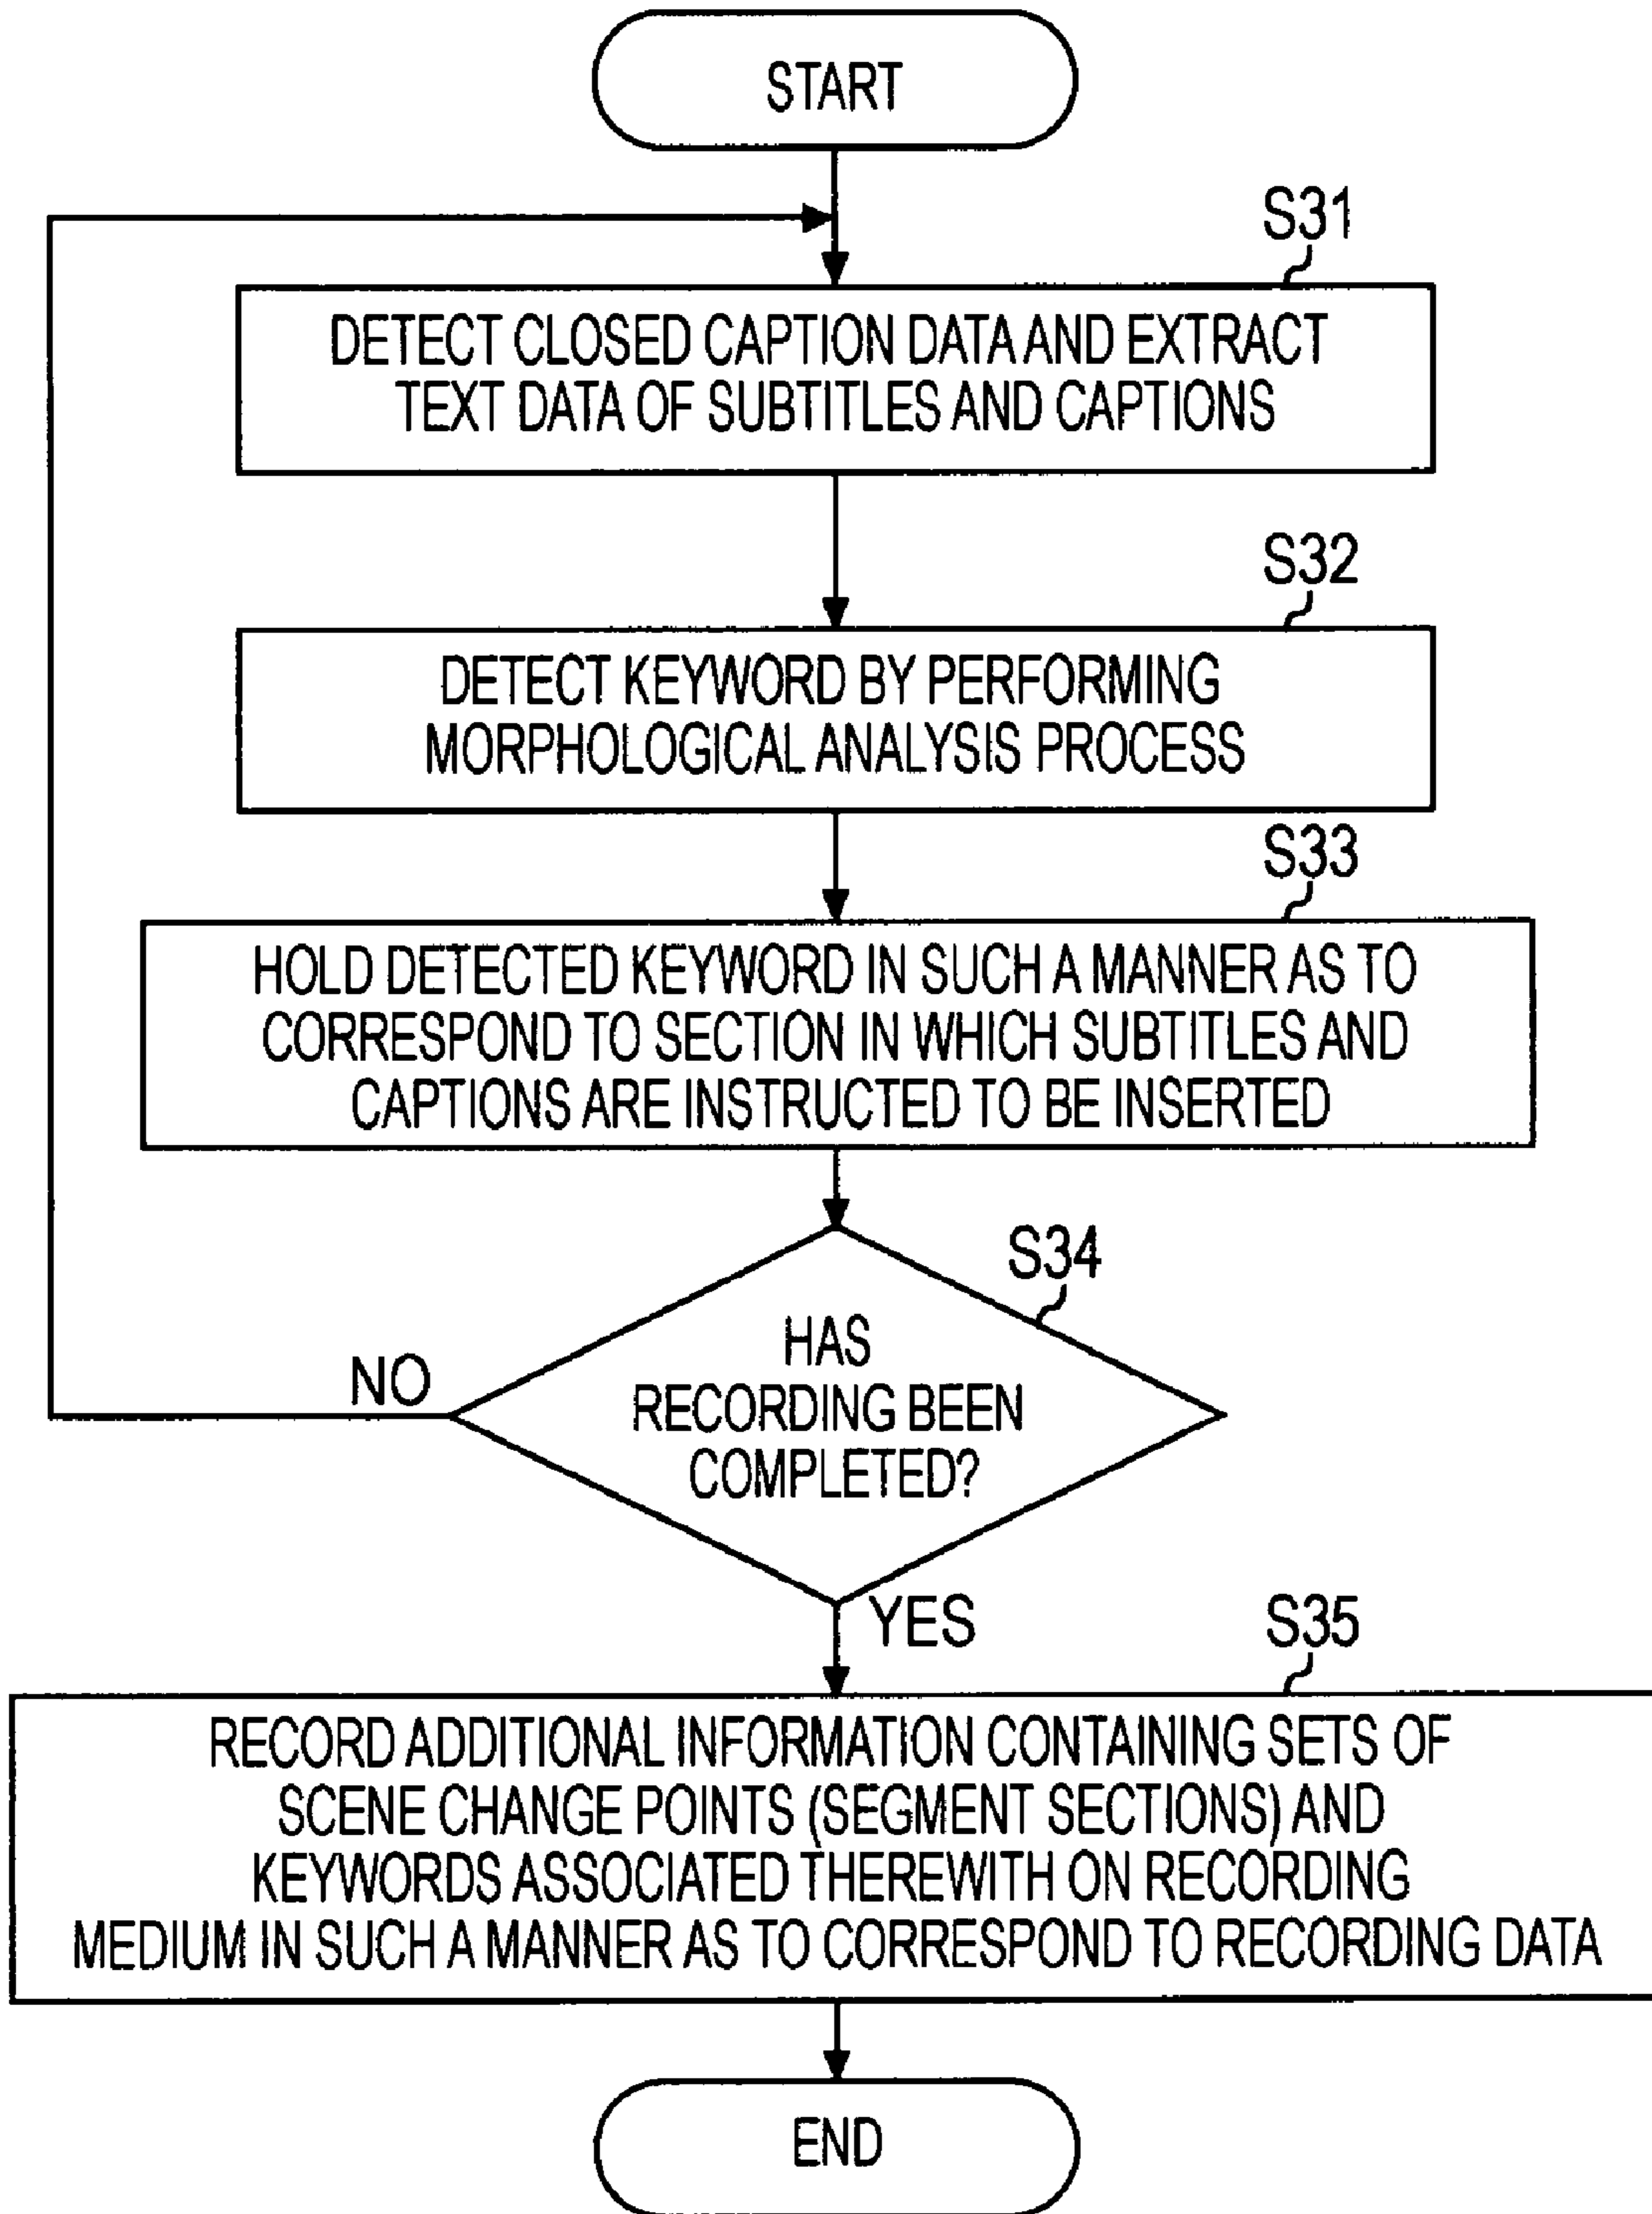 START
S31
DETECT CLOSED CAPTION DATA AND EXTRACT
TEXT DATA OF SUBTITLES AND CAPTIONS
S32
DETECT KEYWORD BY PERFORMING
MORPHOLOGICAL ANALYSIS PROCESS
S33
HOLD DETECTED KEYWORD IN SUCH A MANNER AS TO
CORRESPOND TO SECTION IN WHICH SUBTITLES AND
CAPTIONS ARE INSTRUCTED TO BE INSERTED
S34
HAS
RECORDING BEEN
COMPLETED?
NO
YES
S35
RECORD ADDITIONAL INFORMATION CONTAINING SETS OF
SCENE CHANGE POINTS (SEGMENT SECTIONS) AND
KEYWORDS ASSOCIATED THEREWITH ON RECORDING
MEDIUM IN SUCH A MANNER AS TO CORRESPOND TO RECORDING DATA
END